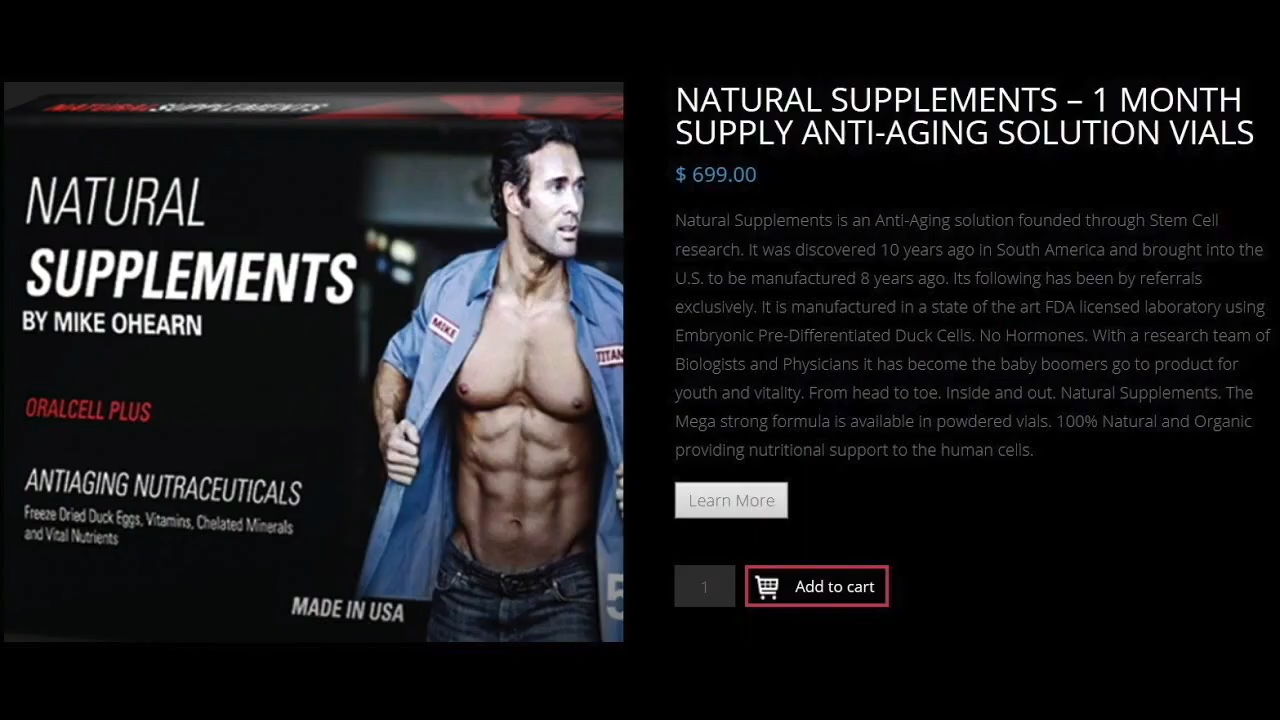 NATURAL SUPPLEMENTS
NATURAL
SUPPLEMENTS
BY MIKE OHEARN
MIKE
TITAN
ORALCELL PLUS
ANTIAGING NUTRACEUTICALS
Freeze Dried Duck Eggs, Vitamins, Chelated Minerals
and Vital Nutrients
MADE IN USA
5
NATURAL SUPPLEMENTS – 1 MONTH
SUPPLY ANTI-AGING SOLUTION VIALS
$ 699.00
Natural Supplements is an Anti-Aging solution founded through Stem Cell
research. It was discovered 10 years ago in South America and brought into the
U.S. to be manufactured 8 years ago. Its following has been by referrals
exclusively. It is manufactured in a state of the art FDA licensed laboratory using
Embryonic Pre-Differentiated Duck Cells. No Hormones. With a research team of
Biologists and Physicians it has become the baby boomers go to product for
youth and vitality. From head to toe. Inside and out. Natural Supplements. The
Mega strong formula is available in powdered vials. 100% Natural and Organic
providing nutritional support to the human cells.
Learn More
1
Add to cart